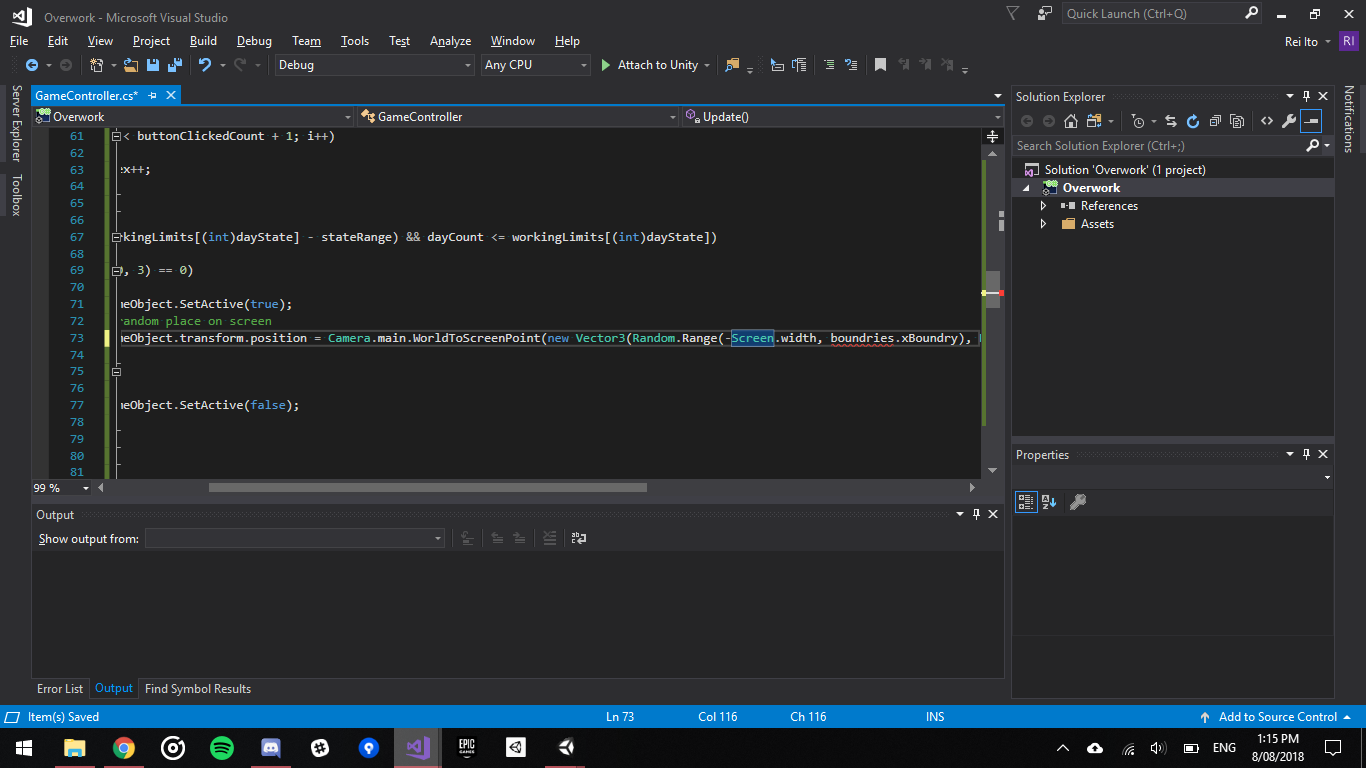 Overwork - Microsoft Visual Studio
Quick Launch (Ctrl+Q)
File Edit View Project Build Debug Team Tools Test Analyze Window Help
Rei Ito RI
Debug Any CPU Attach to Unity
Server Explorer
Toolbox
GameController.cs*
Overwork GameController Update()
61 < buttonClickedCount + 1; i++)
62
63 ex++;
64
65
66
67 rkingLimits[(int)dayState] - stateRange) && dayCount <= workingLimits[(int)dayState])
68
69 ), 3) == 0)
70
71 meObject.SetActive(true);
72 random place on screen
73 meObject.transform.position = Camera.main.WorldToScreenPoint(new Vector3(Random.Range(-Screen.width, boundries.xBoundry),
74
75
76
77 meObject.SetActive(false);
78
79
80
81
99 %
Output
Show output from:
Error List Output Find Symbol Results
Solution Explorer
Search Solution Explorer (Ctrl+;)
Solution 'Overwork' (1 project)
Overwork
References
Assets
Properties
Notifications
Item(s) Saved Ln 73 Col 116 Ch 116 INS Add to Source Control
EPIC GAMES
ENG
1:15 PM
8/08/2018